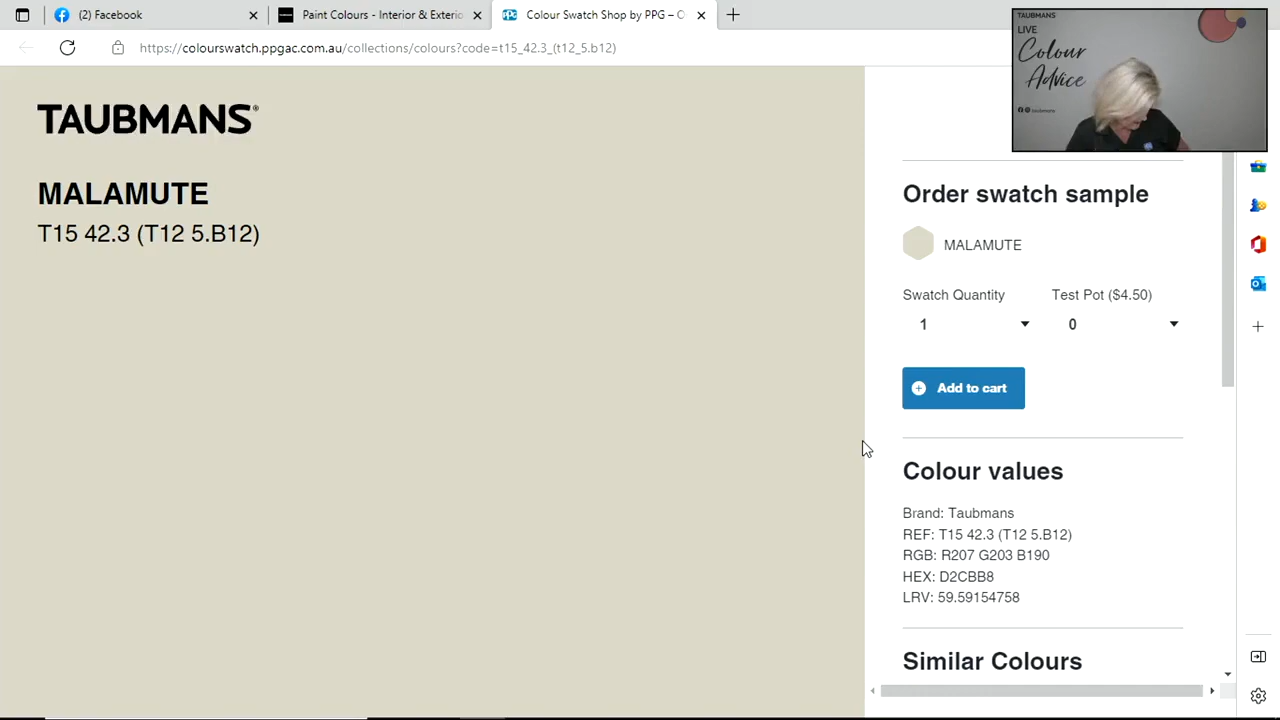 (2) Facebook
Paint Colours - Interior & Exterio
Colour Swatch Shop by PPG – O
https://colourswatch.ppgac.com.au/collections/colours?code=t15_42.3_(t12_5.b12)
TAUBMANS
LIVE
Colour
Advice
taubmans
TAUBMANS®
MALAMUTE
T15 42.3 (T12 5.B12)
Order swatch sample
MALAMUTE
Swatch Quantity
Test Pot ($4.50)
1
0
Add to cart
Colour values
Brand: Taubmans
REF: T15 42.3 (T12 5.B12)
RGB: R207 G203 B190
HEX: D2CBB8
LRV: 59.59154758
Similar Colours